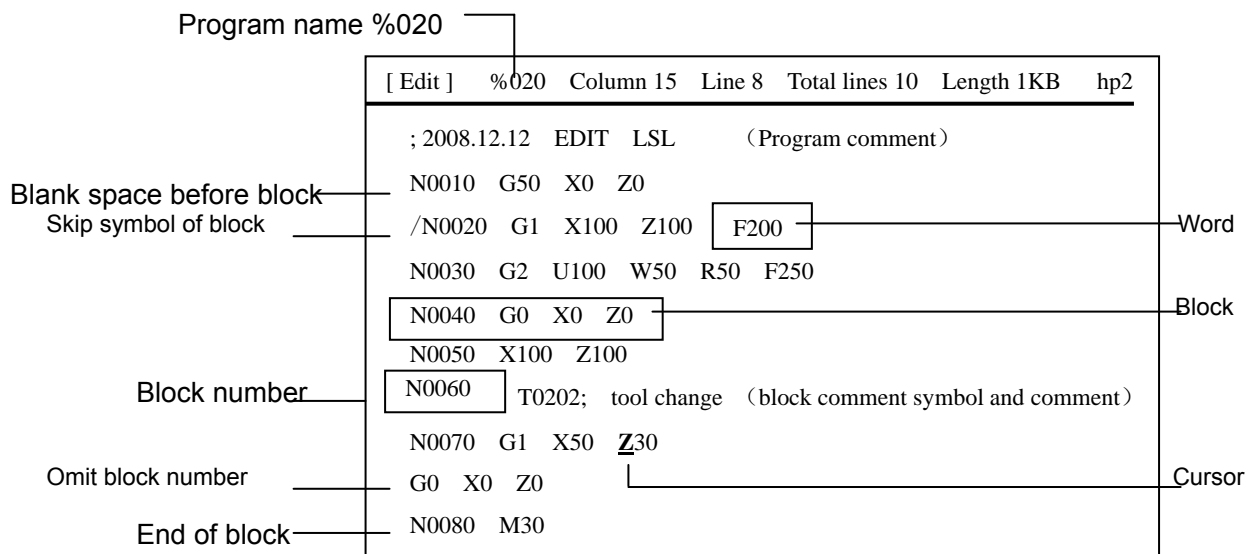 Program name %020
[ Edit ] %020 Column 15 Line 8 Total lines 10 Length 1KB hp2
; 2008.12.12 EDIT LSL （Program comment）
Blank space before block
N0010 G50 X0 Z0
Skip symbol of block
/N0020 G1 X100 Z100 F200
Word
N0030 G2 U100 W50 R50 F250
N0040 G0 X0 Z0
Block
N0050 X100 Z100
Block number
N0060 T0202; tool change （block comment symbol and comment）
N0070 G1 X50 Z30
Omit block number
G0 X0 Z0
Cursor
End of block
N0080 M30